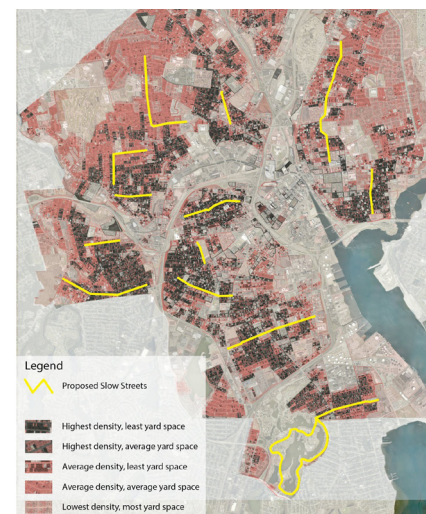 Legend
Proposed Slow Streets
Highest density, least yard space
Highest density, average yard space
Average density, least yard space
Average density, average yard space
Lowest density, most yard space